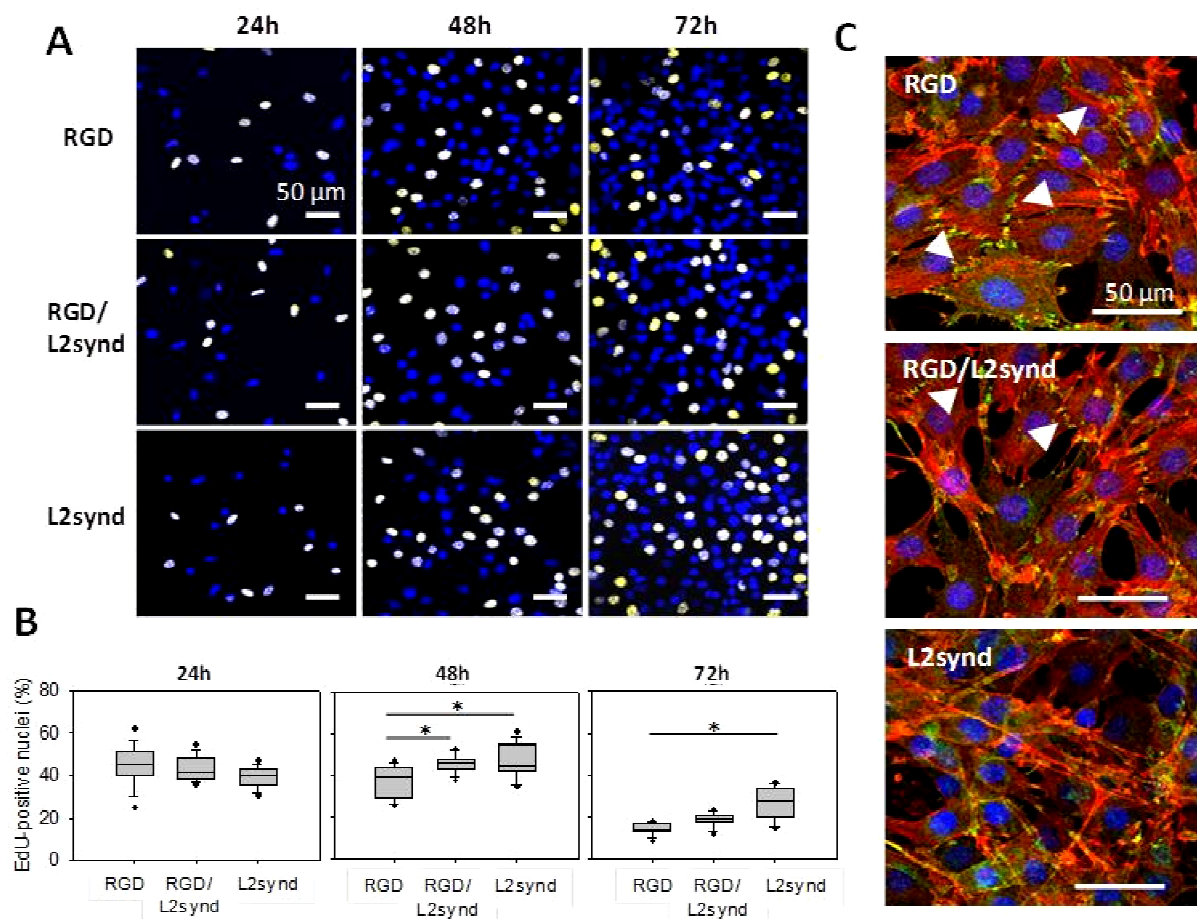 A
24h 48h 72h
C
RGD
50 µm
RGD/
L2synd
L2synd
RGD
50 µm
RGD/L2synd
L2synd
B
24h 48h 72h
EdU-positive nuclei (%)
80
60
40
20
0
* *
*
RGD RGD/ L2synd RGD RGD/ L2synd RGD RGD/ L2synd
L2synd L2synd L2synd